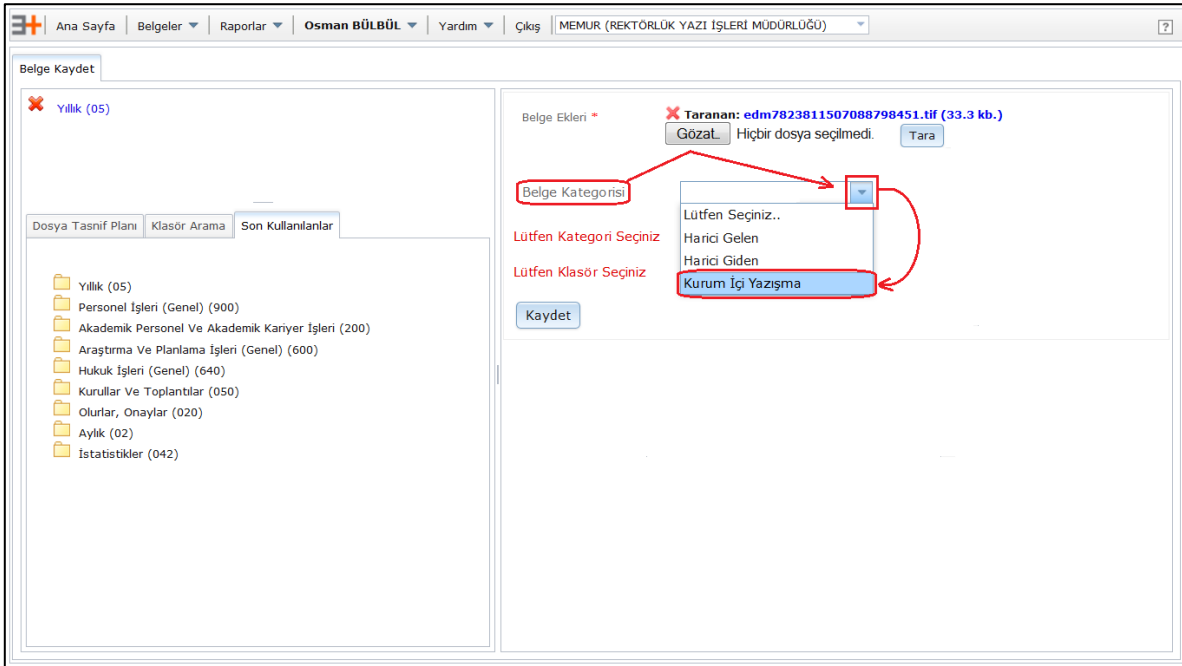 Ana Sayfa Belgeler Raporlar Osman BÜLBÜL Yardım Çıkış MEMUR (REKTÖRLÜK YAZI İŞLERİ MÜDÜRLÜĞÜ) ?
Belge Kaydet
Yıllık (05)
Dosya Tasnif Planı Klasör Arama Son Kullanılanlar
Yıllık (05)
Personel İşleri (Genel) (900)
Akademik Personel Ve Akademik Kariyer İşleri (200)
Araştırma Ve Planlama İşleri (Genel) (600)
Hukuk İşleri (Genel) (640)
Kurullar Ve Toplantılar (050)
Olurlar, Onaylar (020)
Aylık (02)
İstatistikler (042)
Belge Ekleri * Taranan: edm7823811507088798451.tif (33.3 kb.)
Gözat.. Hiçbir dosya seçilmedi. Tara
Belge Kategorisi
Lütfen Seçiniz..
Lütfen Kategori Seçiniz Harici Gelen
Harici Giden
Lütfen Klasör Seçiniz
Kurum İçi Yazışma
Kaydet